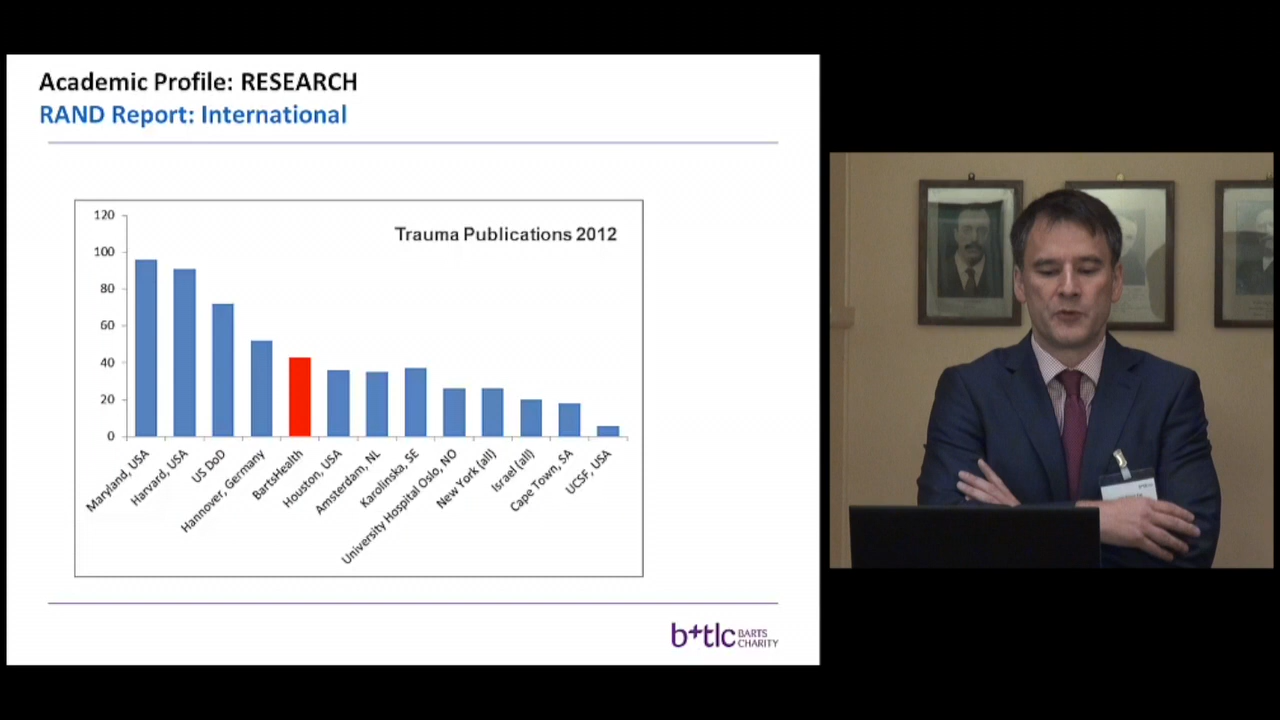 Academic Profile: RESEARCH
RAND Report: International
Trauma Publications 2012
120
100
80
60
40
20
0
Maryland, USA
Harvard, USA
US DoD
Hannover, Germany
BartsHealth
Houston, USA
Amsterdam, NL
Karolinska, SE
University Hospital Oslo, NO
New York (all)
Israel (all)
Cape Town, SA
UCSF, USA
b+tlc BARTS
CHARITY